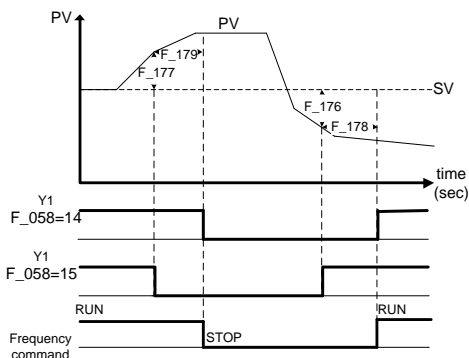 PV
PV
F_179
F_177
SV
F_176
F_178
time
(sec)
Y1
F_058=14
Y1
F_058=15
RUN
RUN
STOP
Frequency
command